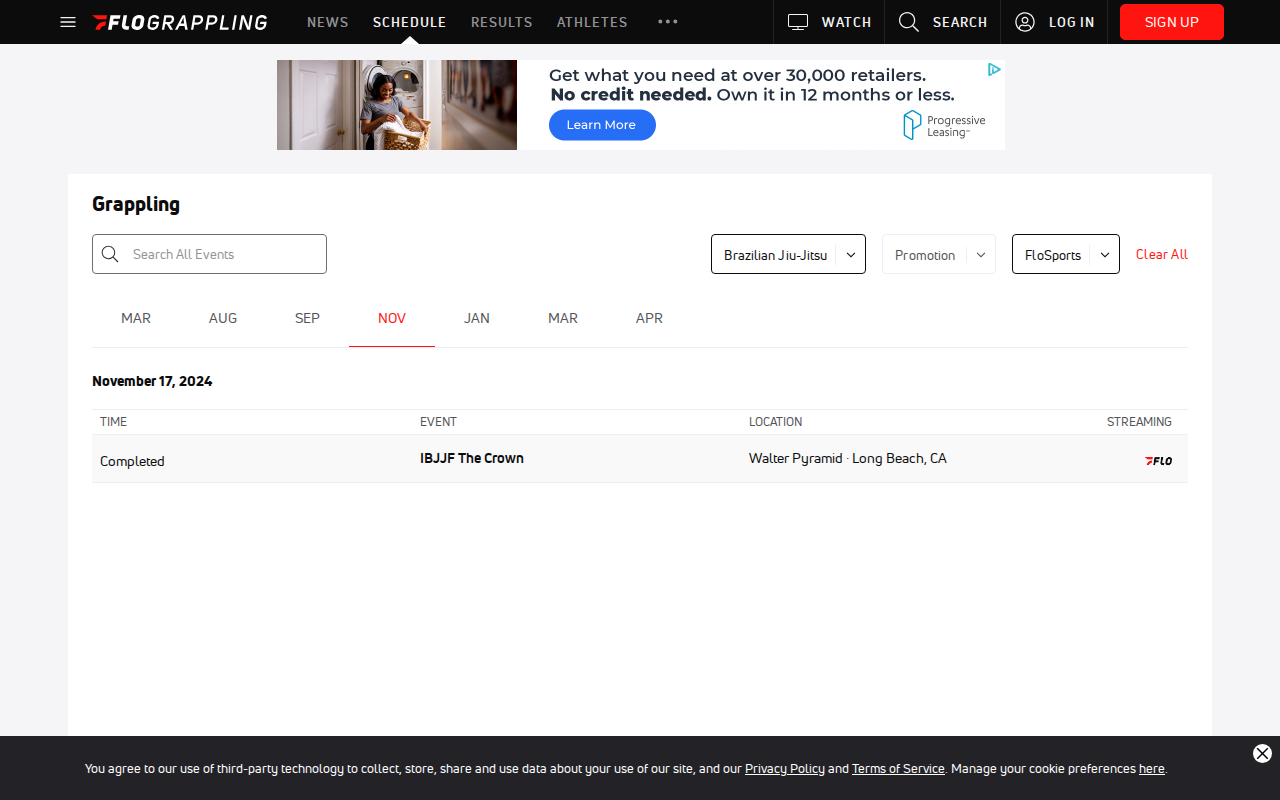 FLOGRAPPLING NEWS SCHEDULE RESULTS ATHLETES WATCH SEARCH LOG IN SIGN UP
Get what you need at over 30,000 retailers.
No credit needed. Own it in 12 months or less.
Learn More
Progressive
Leasing
Grappling
Search All Events Brazilian Jiu-Jitsu Promotion FloSports Clear All
MAR AUG SEP NOV JAN MAR APR
November 17, 2024
TIME EVENT LOCATION STREAMING
Completed IBJJF The Crown Walter Pyramid · Long Beach, CA FLO
You agree to our use of third-party technology to collect, store, share and use data about your use of our site, and our Privacy Policy and Terms of Service. Manage your cookie preferences here.